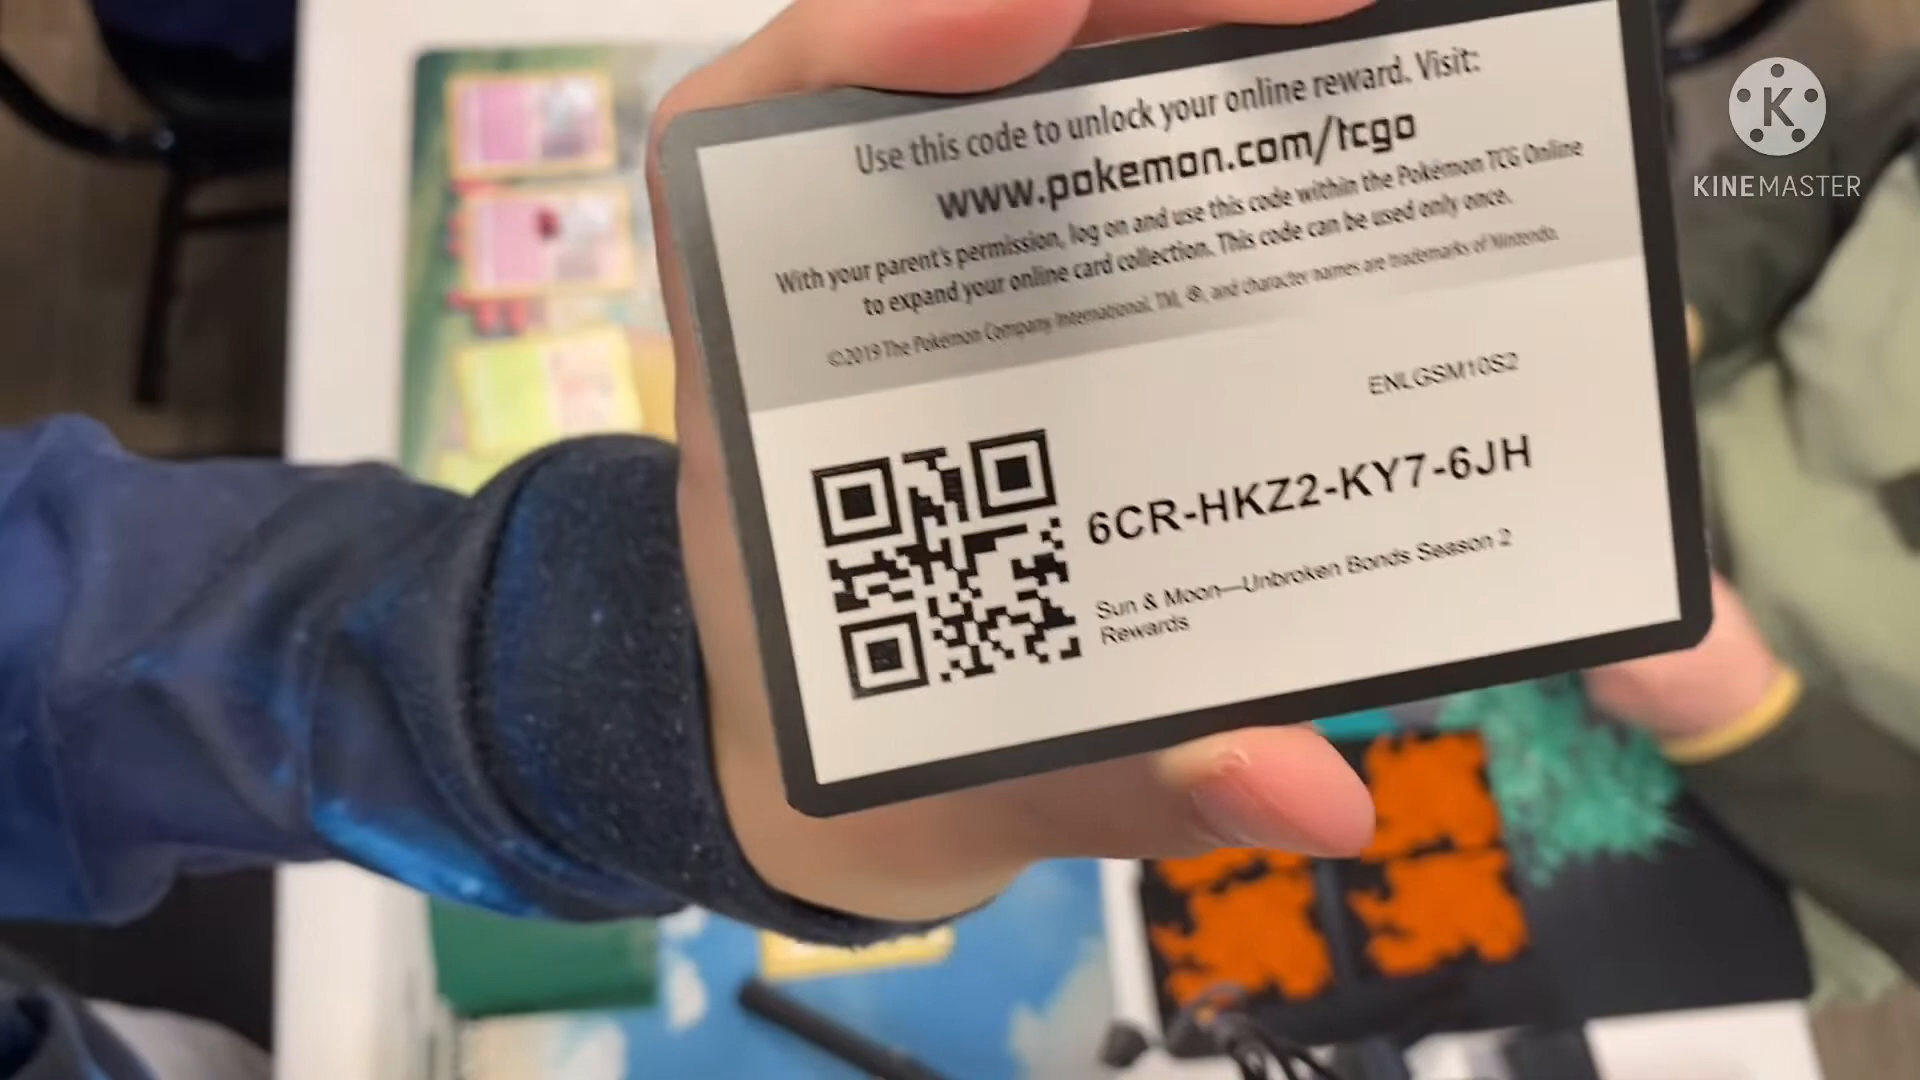 Use this code to unlock your online reward. Visit:
www.pokemon.com/tcgo
With your parent's permission, log on and use this code within the Pokémon TCG Online
to expand your online card collection. This code can be used only once.
©2019 The Pokémon Company International. TM, ®, and character names are trademarks of Nintendo.
ENLGSM10S2
6CR-HKZ2-KY7-6JH
Sun & Moon—Unbroken Bonds Season 2
Rewards
K
KINEMASTER